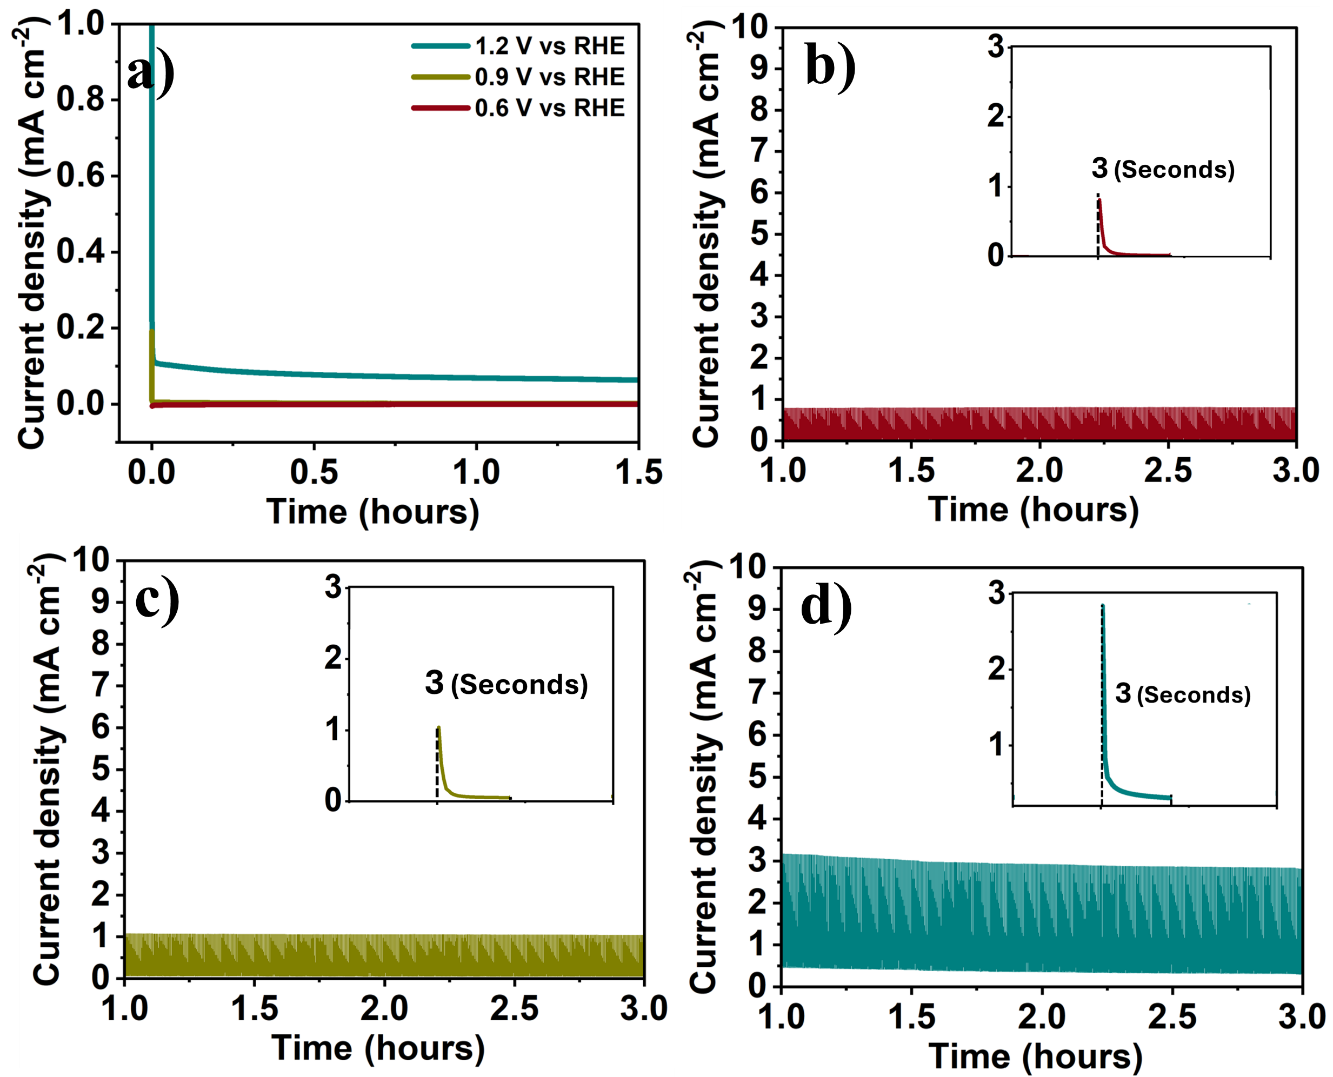 a)
1.2 V vs RHE
0.9 V vs RHE
0.6 V vs RHE
1.0
0.8
0.6
0.4
0.2
0.0
Current density (mA cm-2)
0.0 0.5 1.0 1.5
Time (hours)
b)
10
9
8
7
6
5
4
3
2
1
0
Current density (mA cm-2)
3
2
1
0
3 (Seconds)
1.0 1.5 2.0 2.5 3.0
Time (hours)
c)
10
9
8
7
6
5
4
3
2
1
0
Current density (mA cm-2)
3
2
1
0
3 (Seconds)
1.0 1.5 2.0 2.5 3.0
Time (hours)
d)
10
9
8
7
6
5
4
3
2
1
0
Current density (mA cm-2)
3
2
1
3 (Seconds)
1.0 1.5 2.0 2.5 3.0
Time (hours)